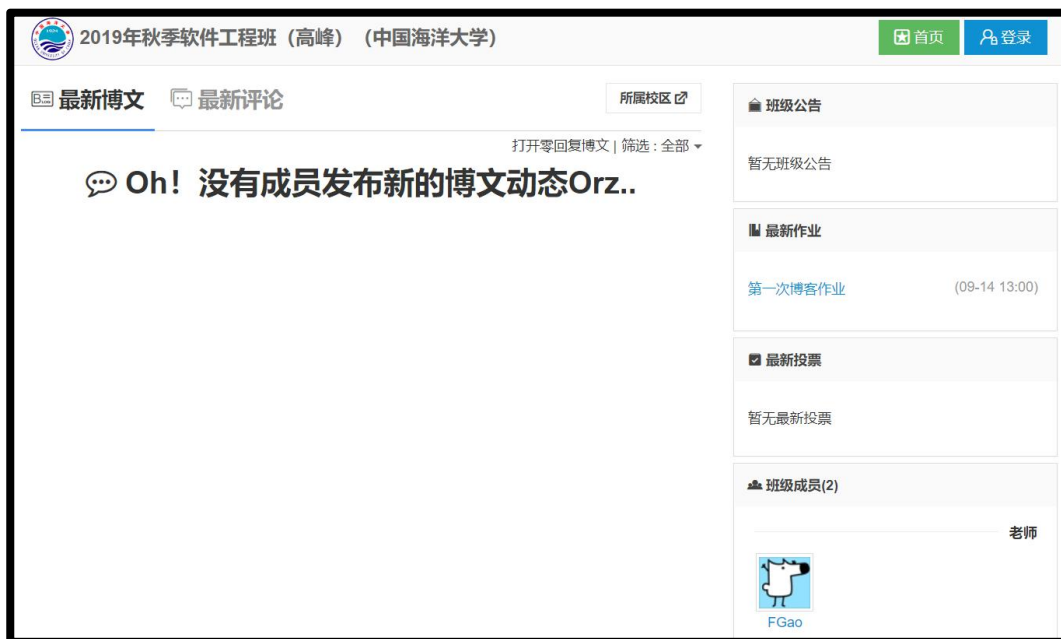 2019年秋季软件工程班（高峰）（中国海洋大学）
首页
登录
最新博文
最新评论
所属校区
打开零回复博文 | 筛选 : 全部
Oh！没有成员发布新的博文动态Orz..
班级公告
暂无班级公告
最新作业
第一次博客作业 (09-14 13:00)
最新投票
暂无最新投票
班级成员(2)
老师
FGao